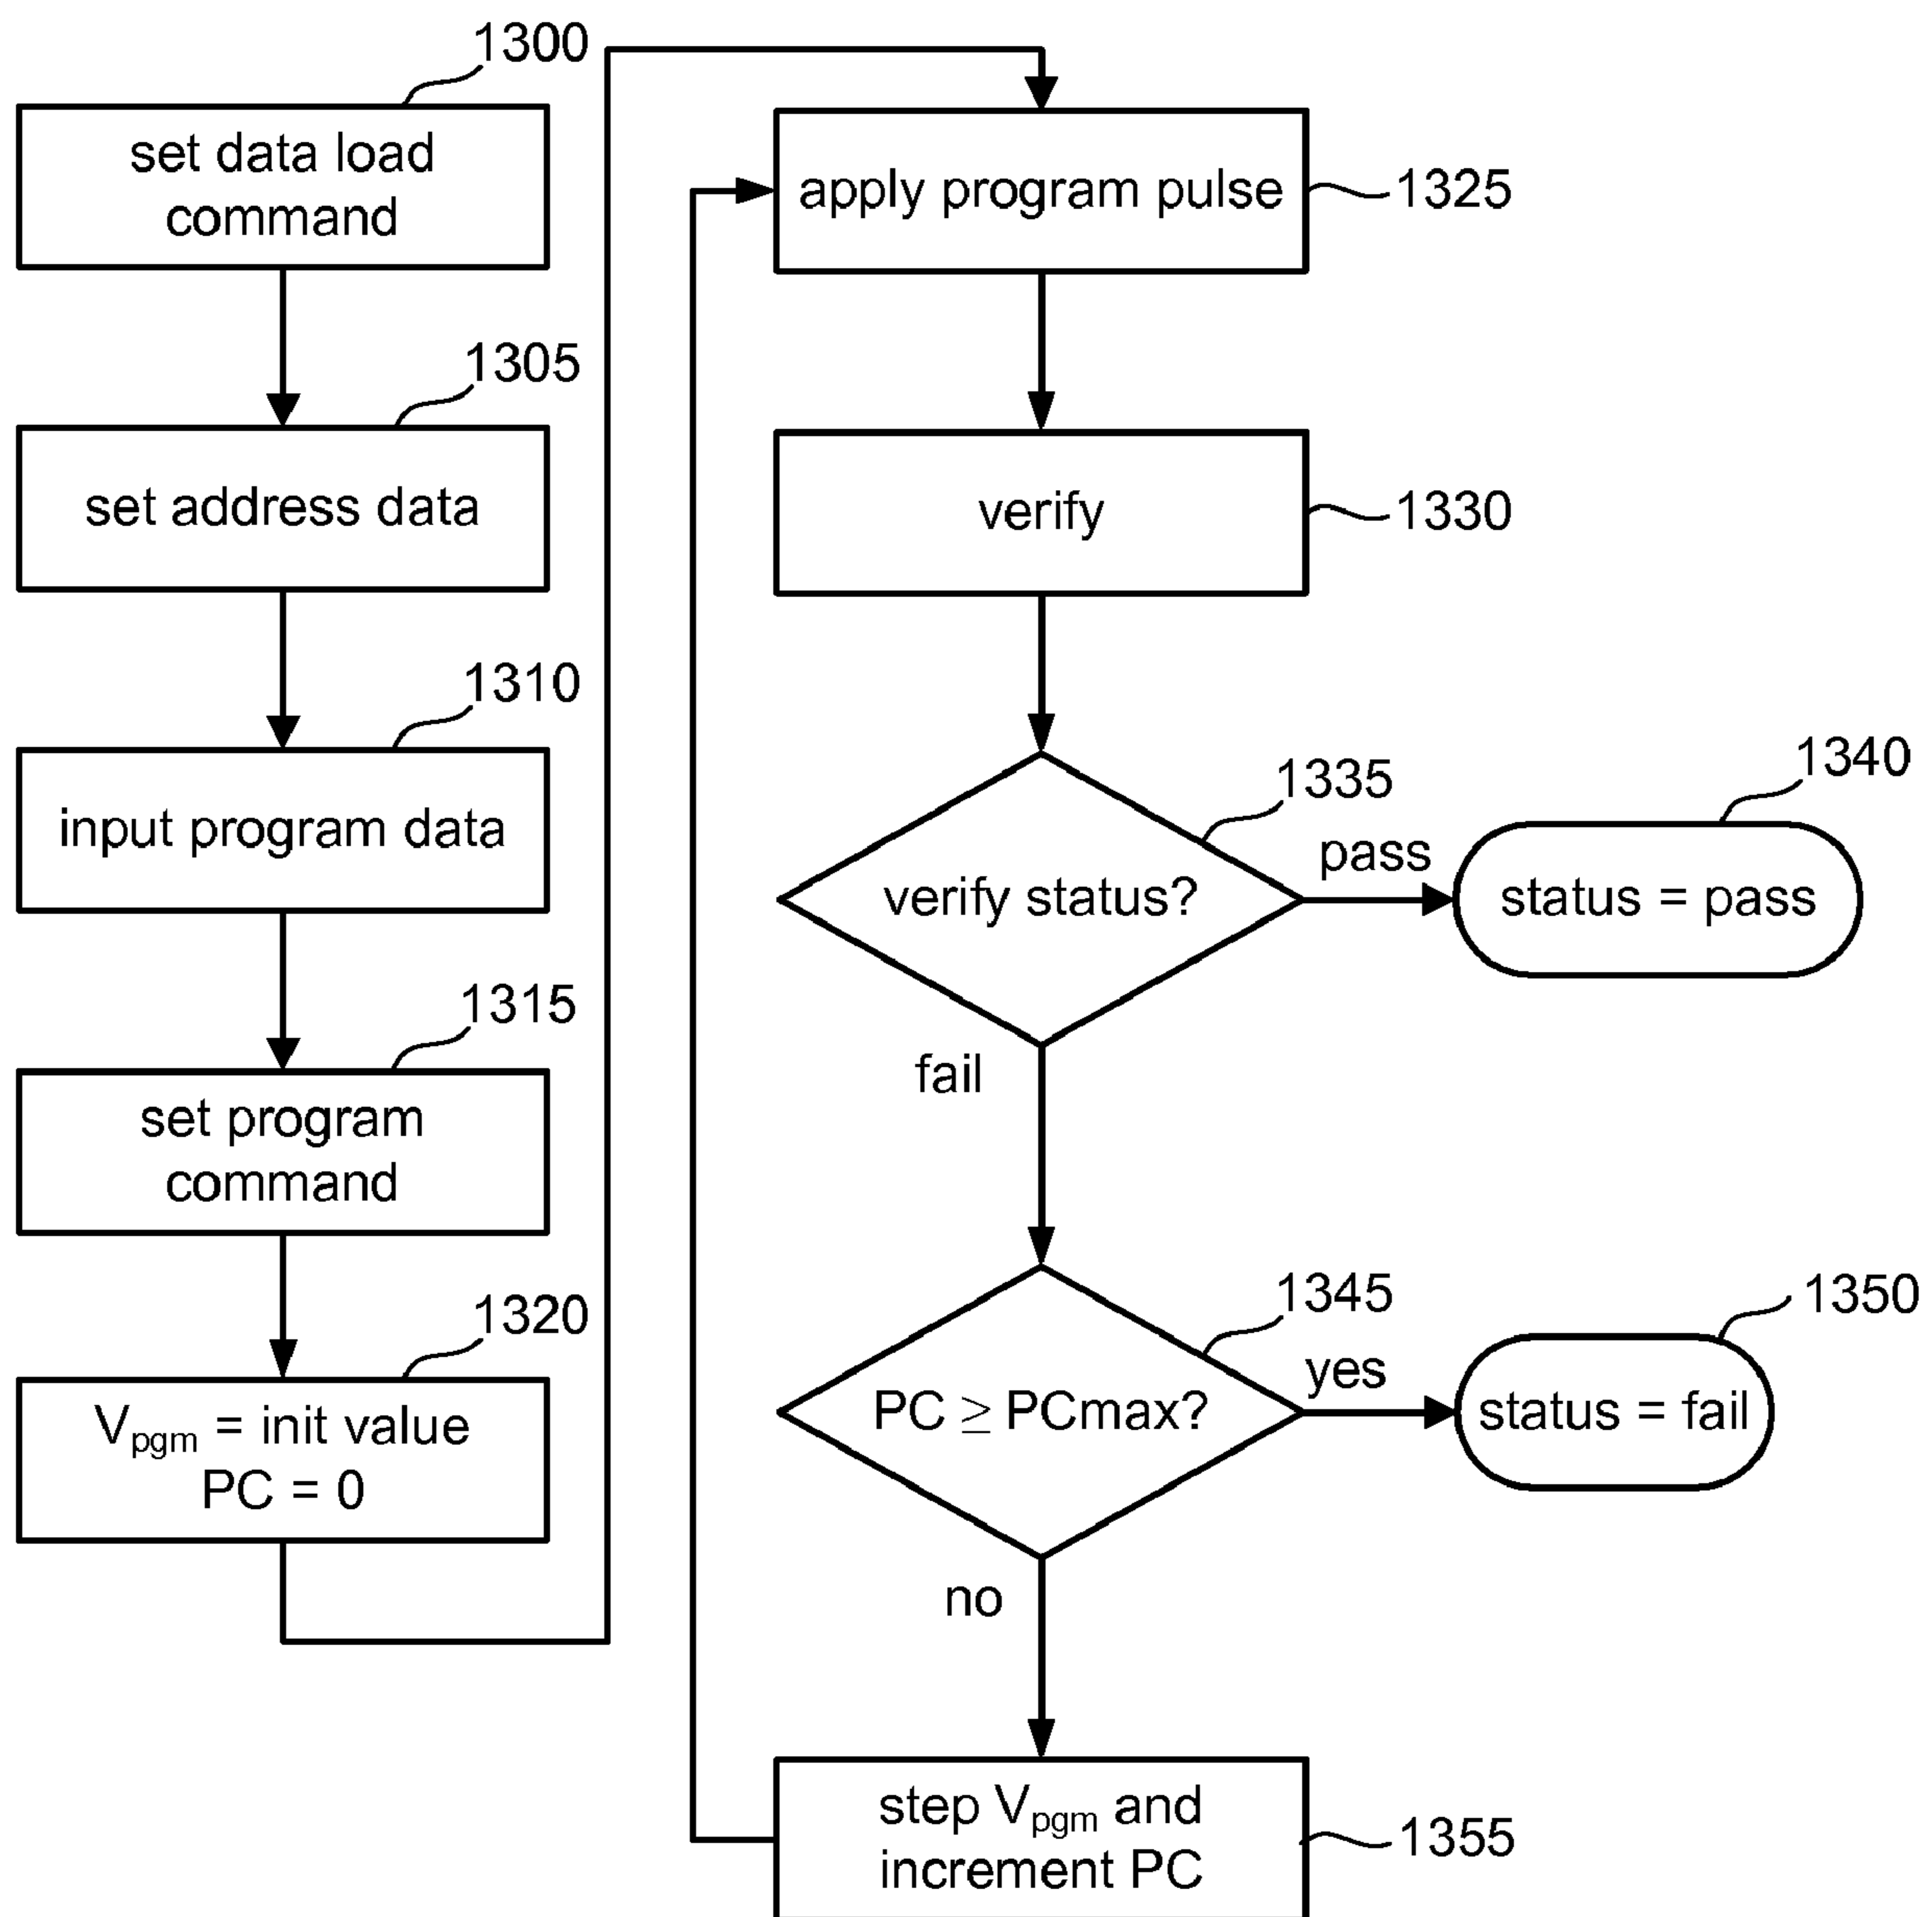 1300
set data load
command
1305
set address data
1310
input program data
1315
set program
command
1320
Vpgm = init value
PC = 0
apply program pulse
1325
verify
1330
1335
verify status?
pass
1340
status = pass
fail
1345
PC ≥ PCmax?
yes
1350
status = fail
no
step Vpgm and
increment PC
1355